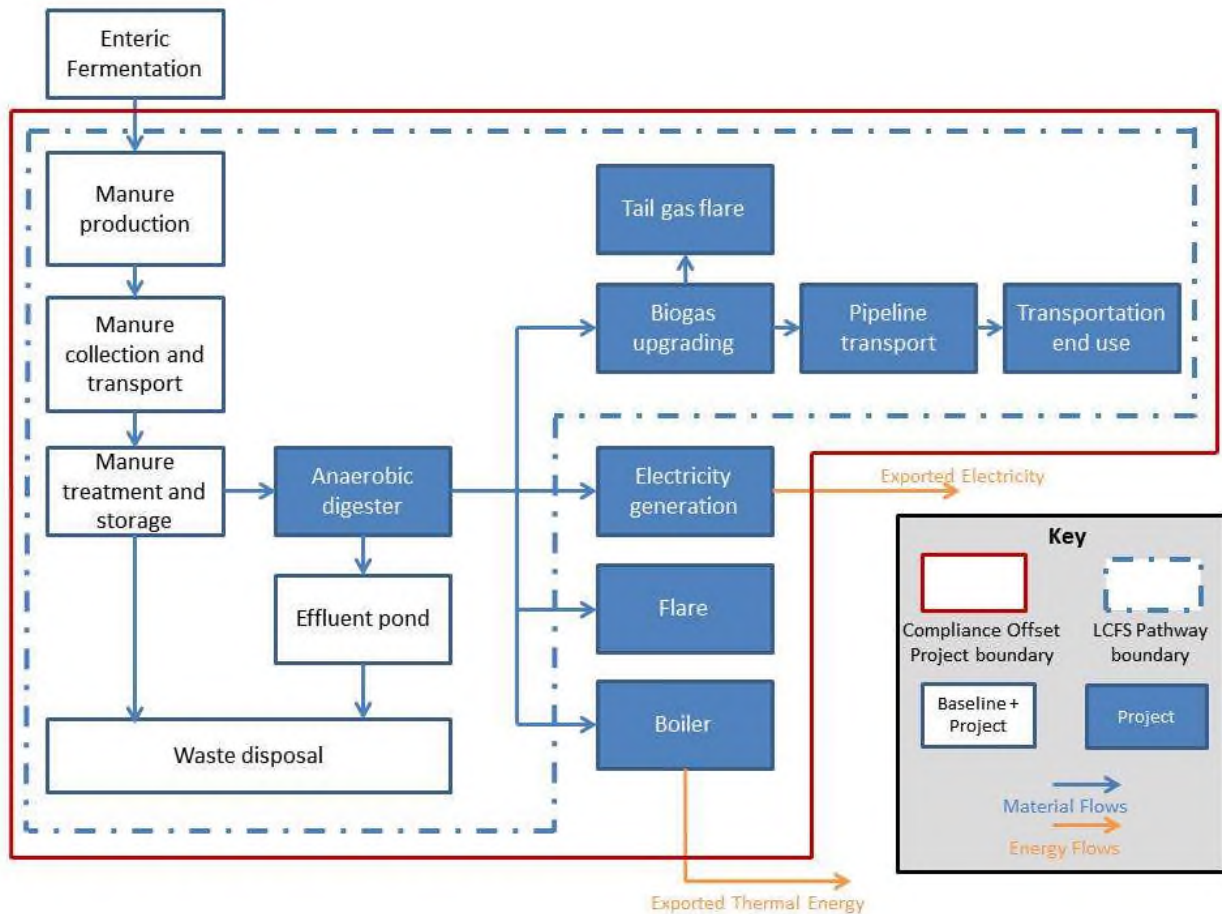 Enteric
Fermentation
Manure
production
Manure
collection and
transport
Manure
treatment and
storage
Anaerobic
digester
Effluent pond
Waste disposal
Tail gas flare
Biogas
upgrading
Pipeline
transport
Transportation
end use
Electricity
generation
Exported Electricity
Flare
Boiler
Exported Thermal Energy
Key
Compliance Offset
Project boundary
LCFS Pathway
boundary
Baseline +
Project
Project
Material Flows
Energy Flows